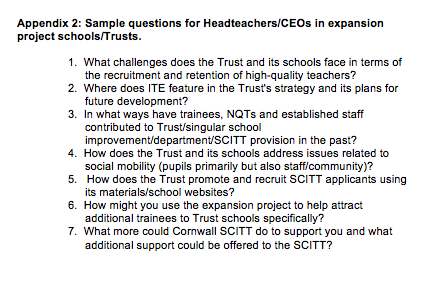 Appendix 2: Sample questions for Headteachers/CEOs in expansion
project schools/Trusts.
1. What challenges does the Trust and its schools face in terms of
the recruitment and retention of high-quality teachers?
2. Where does ITE feature in the Trust's strategy and its plans for
future development?
3. In what ways have trainees, NQTs and established staff
contributed to Trust/singular school
improvement/department/SCITT provision in the past?
4. How does the Trust and its schools address issues related to
social mobility (pupils primarily but also staff/community)?
5. How does the Trust promote and recruit SCITT applicants using
its materials/school websites?
6. How might you use the expansion project to help attract
additional trainees to Trust schools specifically?
7. What more could Cornwall SCITT do to support you and what
additional support could be offered to the SCITT?